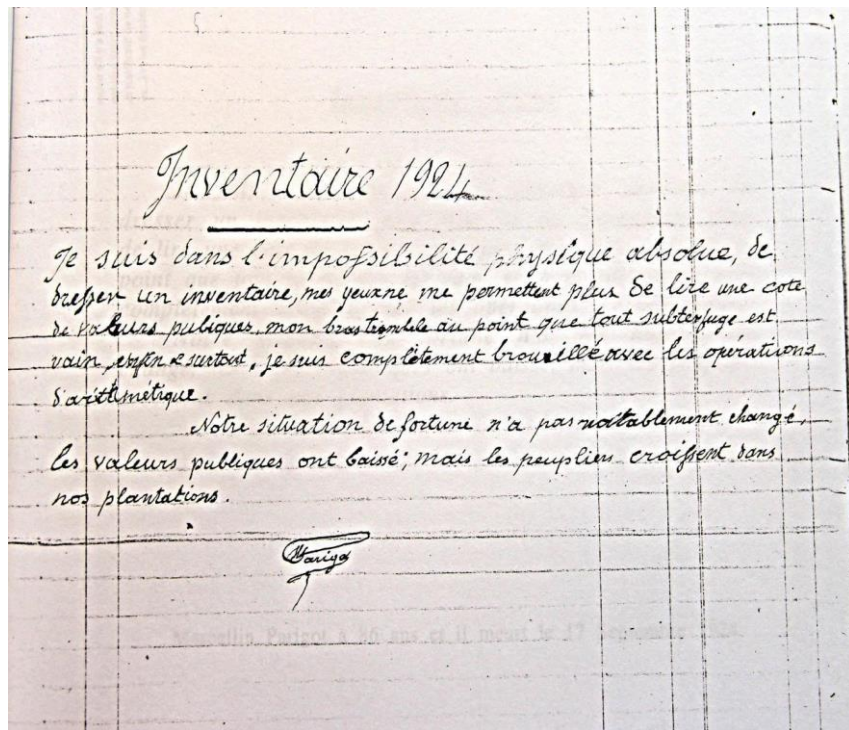 Inventaire 1924
Je suis dans l'impossibilité physique absolue, de
dresser un inventaire, mes yeux ne me permettent plus de lire une cote
de valeurs publiques, mon bras tremble au point que tout subterfuge est
vain, enfin & surtout, je suis complètement brouillé avec les opérations
d'arithmétique.
Notre situation de fortune n'a pas notablement changé,
les valeurs publiques ont baissé; mais les peupliers croissent dans
nos plantations.